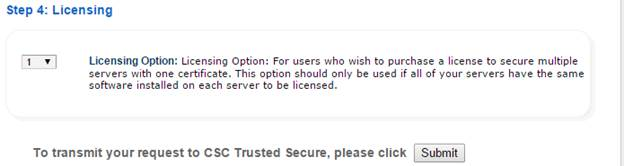 Step 4: Licensing
1 Licensing Option: Licensing Option: For users who wish to purchase a license to secure multiple
servers with one certificate. This option should only be used if all of your servers have the same
software installed on each server to be licensed.
To transmit your request to CSC Trusted Secure, please click Submit